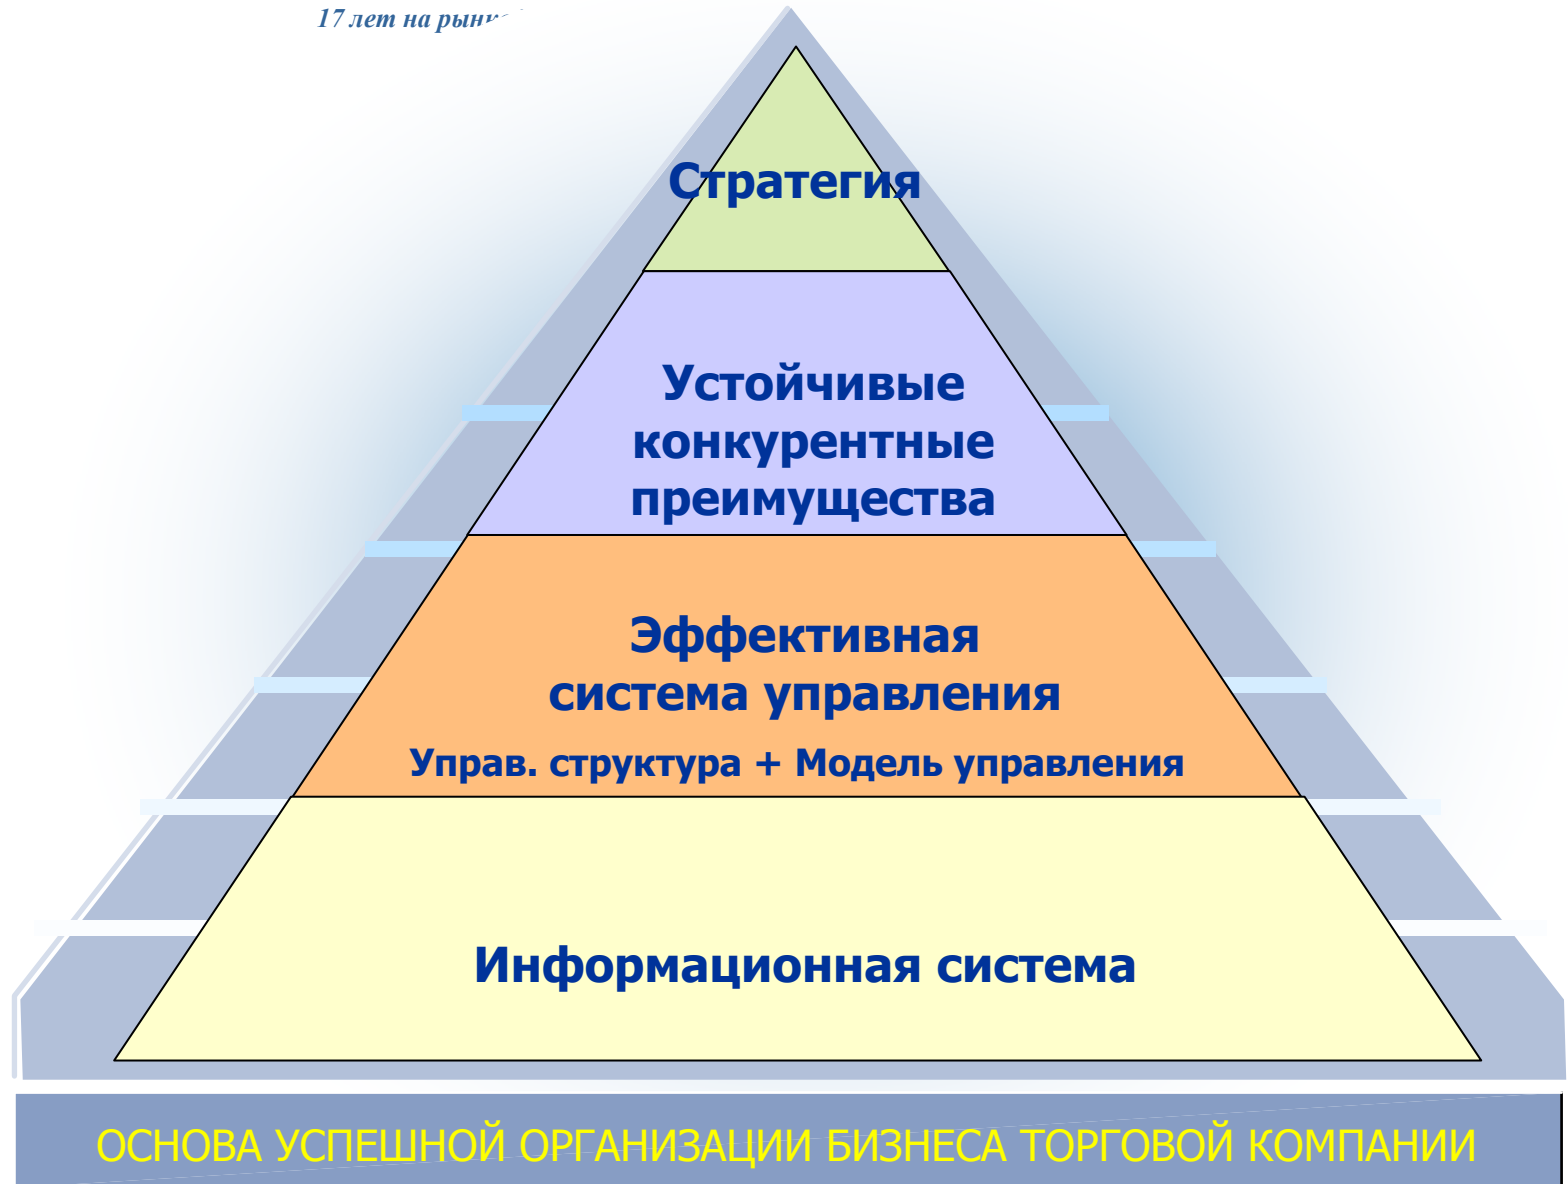 17 лет на
Стратегия
Устойчивые
конкурентные
преимущества
Эффективная
система управления
Управ. структура + Модель управления
Информационная система
ОСНОВА УСПЕШНОЙ ОРГАНИЗАЦИИ БИЗНЕСА ТОРГОВОЙ КОМПАНИИ